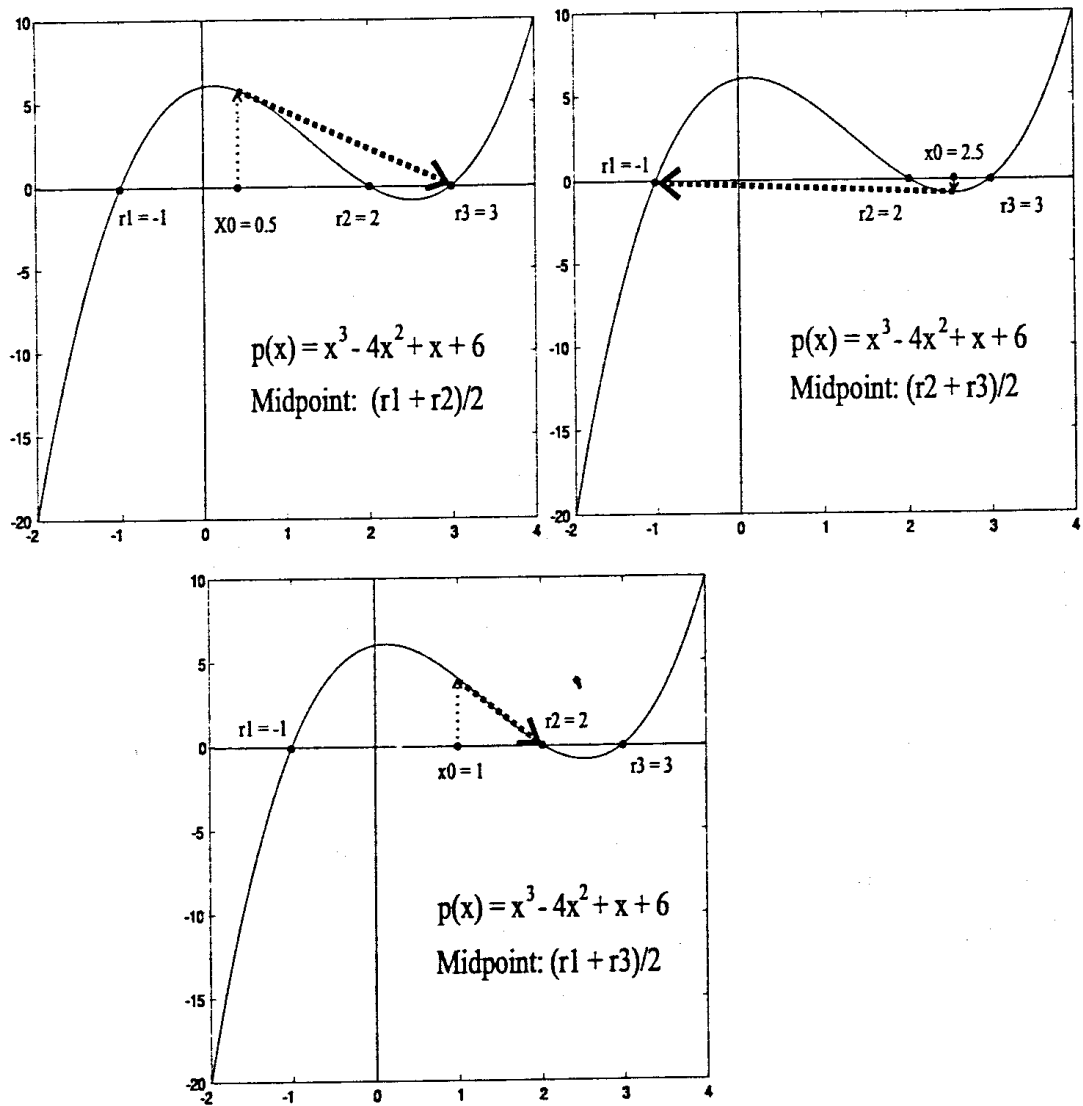 10
5
0
-5
-10
-15
-20
-2 -1 0 1 2 3 4
r1 = -1
X0 = 0.5
r2 = 2
r3 = 3
p(x) = x³ - 4x² + x + 6
Midpoint: (r1 + r2)/2
10
5
0
-5
-10
-15
-20
-2 -1 0 1 2 3 4
x0 = 2.5
r1 = -1
r2 = 2
r3 = 3
p(x) = x³ - 4x² + x + 6
Midpoint: (r2 + r3)/2
10
5
0
-5
-10
-15
-20
-2 -1 0 1 2 3 4
r1 = -1
r2 = 2
x0 = 1
r3 = 3
p(x) = x³ - 4x² + x + 6
Midpoint: (r1 + r3)/2